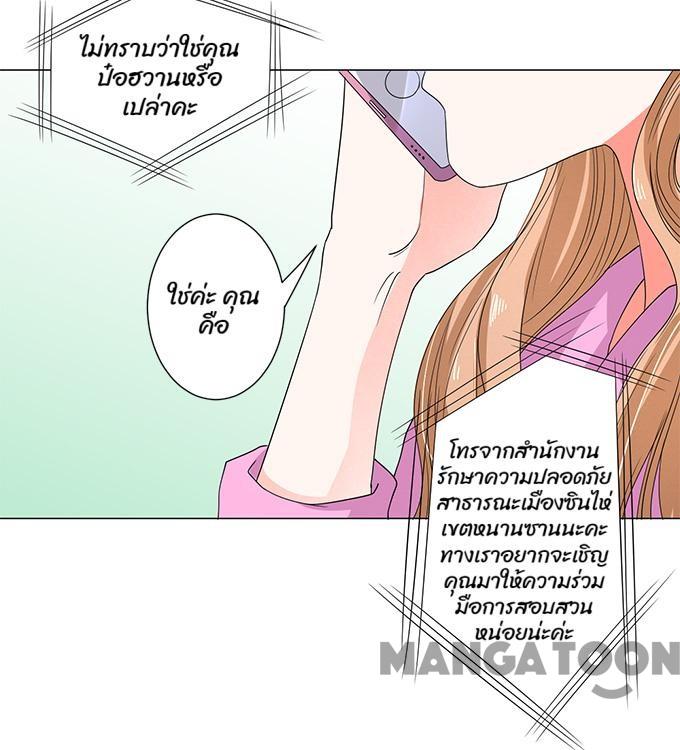 ไม่ทราบว่าใช่คุณ
ป๋อฮวานหรือ
เปล่าคะ
ใช่ค่ะ คุณ
คือ
โทรจากสำนักงาน
รักษาความปลอดภัย
สาธารณะเมืองซินไห่
เขตหนานซานนะคะ
ทางเราอยากจะเชิญ
คุณมาให้ความร่วม
มือการสอบสวน
หน่อยน่ะค่ะ
MANGATOON